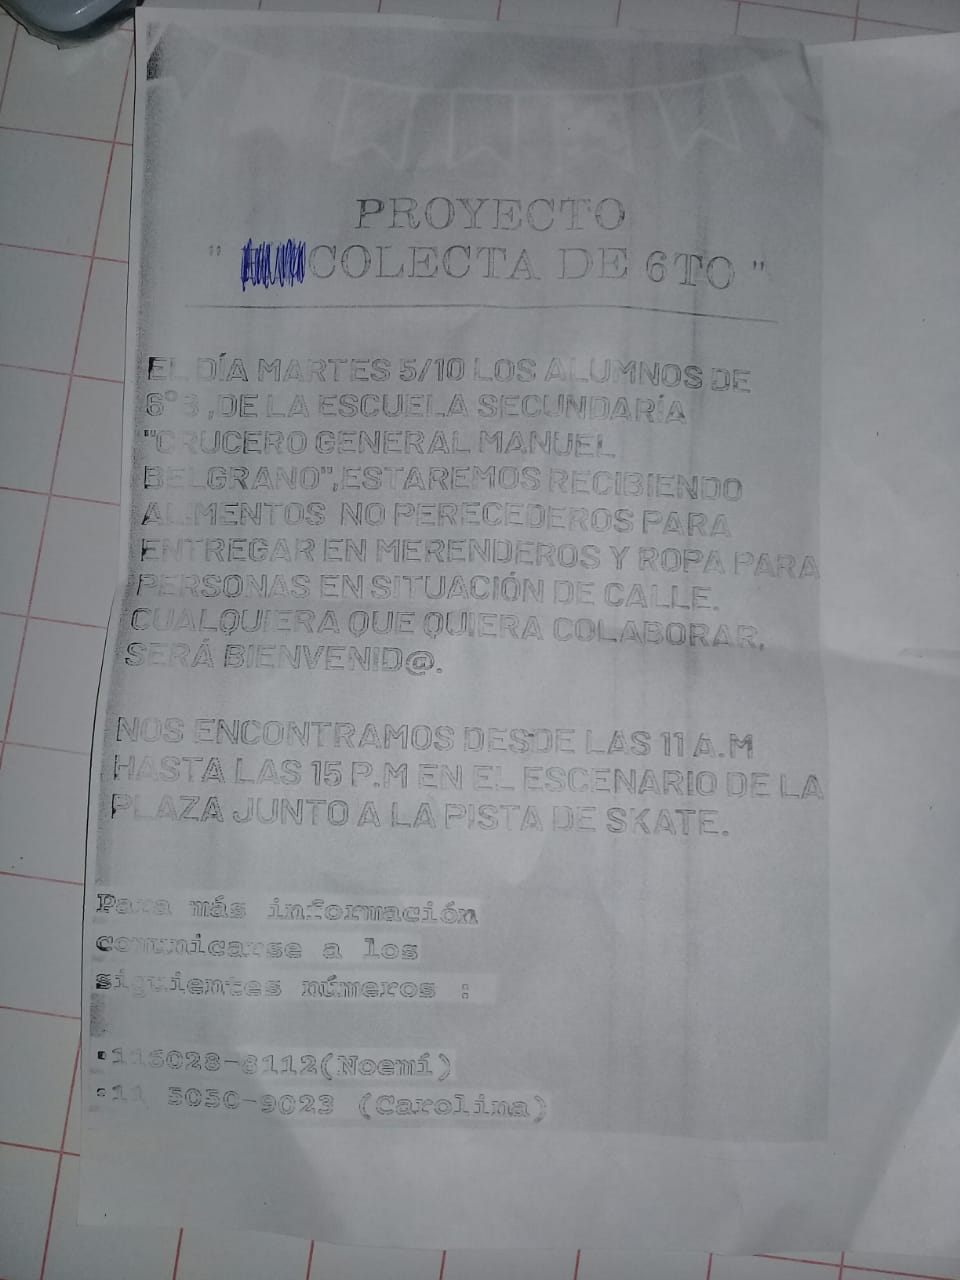 PROYECTO
" COLECTA DE 6TO "
EL DÍA MARTES 5/10 LOS ALUMNOS DE
6°3 ,DE LA ESCUELA SECUNDARÍA
"CRUCERO GENERAL MANUEL
BELGRANO",ESTAREMOS RECIBIENDO
ALIMENTOS NO PERECEDEROS PARA
ENTREGAR EN MERENDEROS Y ROPA PARA
PERSONAS EN SITUACIÓN DE CALLE.
CUALQUIERA QUE QUIERA COLABORAR,
SERÁ BIENVENID@.
NOS ENCONTRAMOS DESDE LAS 11 A.M
HASTA LAS 15 P.M EN EL ESCENARIO DE LA
PLAZA JUNTO A LA PISTA DE SKATE.
Para más información
comunicarse a los
siguientes números :
·115028-8112(Noemí)
·11 5050-9023 (Carolina)